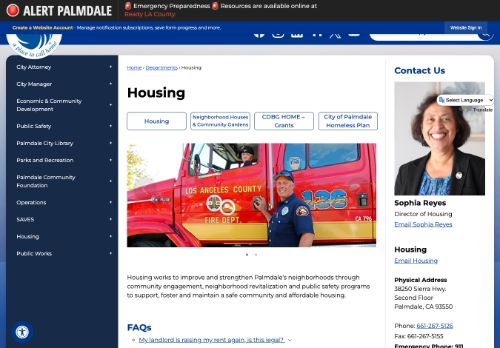 ALERT PALMDALE
🚨 Emergency Preparedness 🚨 Resources are available online at
Ready LA County.
Create a Website Account - Manage notification subscriptions, save form progress and more.
Website Sign In
a place to call home
City Attorney
City Manager
Economic & Community
Development
Public Safety
Palmdale City Library
Parks and Recreation
Palmdale Community
Foundation
Operations
SAVES
Housing
Public Works
Home › Departments › Housing
Housing
Housing
Neighborhood Houses
& Community Gardens
CDBG HOME –
Grants
City of Palmdale
Homeless Plan
LOS ANGELES COUNTY
FIRE DEPT.
136
CA 796
Housing works to improve and strengthen Palmdale's neighborhoods through
community engagement, neighborhood revitalization and public safety programs
to support, foster and maintain a safe community and affordable housing.
FAQs
My landlord is raising my rent again, is this legal?
Contact Us
Select Language
Translate
Sophia Reyes
Director of Housing
Email Sophia Reyes
Housing
Email Housing
Physical Address
38250 Sierra Hwy.
Second Floor
Palmdale, CA 93550
Phone: 661-267-5126
Fax: 661-267-5155
Emergency Phone: 911